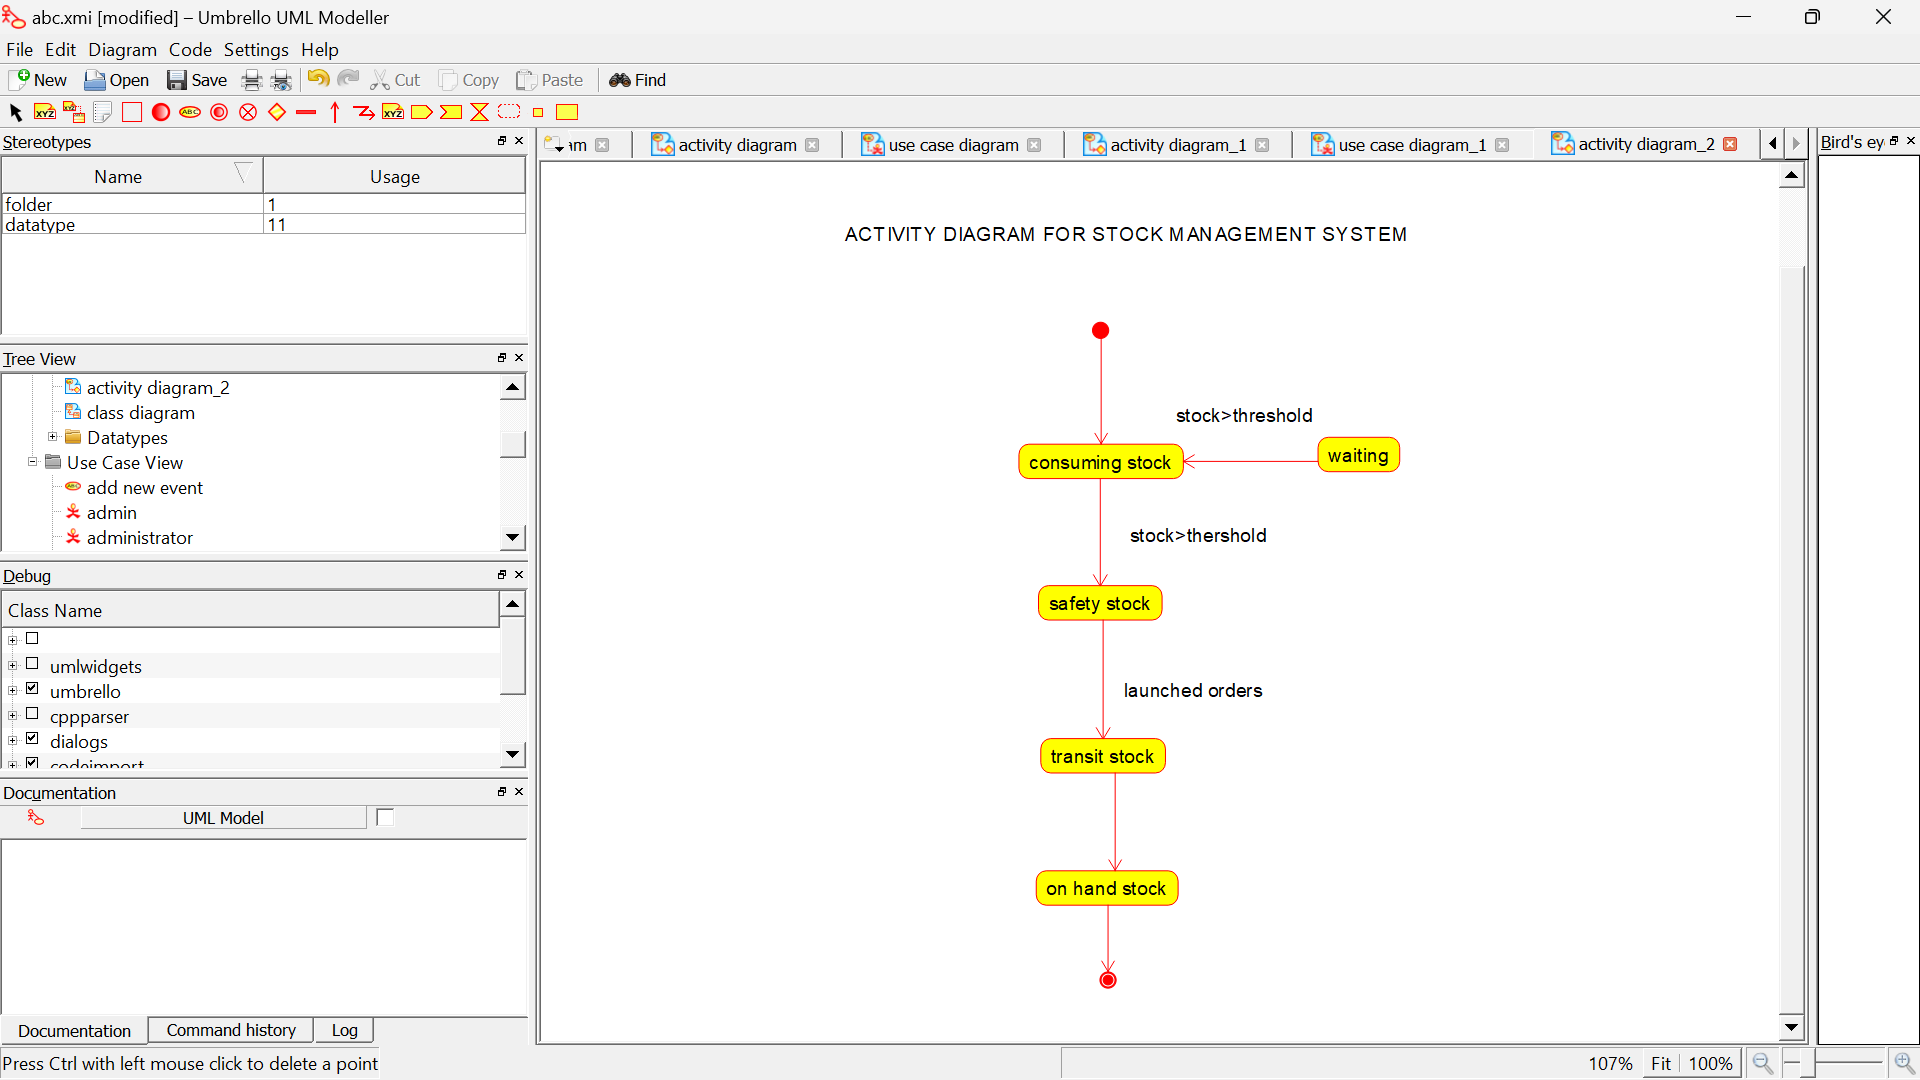 abc.xmi [modified] – Umbrello UML Modeller
File Edit Diagram Code Settings Help
New Open Save Cut Copy Paste Find
Stereotypes
Name Usage
folder 1
datatype 11
Tree View
activity diagram_2
class diagram
Datatypes
Use Case View
add new event
admin
administrator
Debug
Class Name
umlwidgets
umbrello
cppparser
dialogs
codeimport
Documentation
UML Model
Documentation Command history Log
Press Ctrl with left mouse click to delete a point
am activity diagram use case diagram activity diagram_1 use case diagram_1 activity diagram_2
Bird's ey
ACTIVITY DIAGRAM FOR STOCK MANAGEMENT SYSTEM
stock>threshold
consuming stock
waiting
stock>thershold
safety stock
launched orders
transit stock
on hand stock
107% Fit 100%